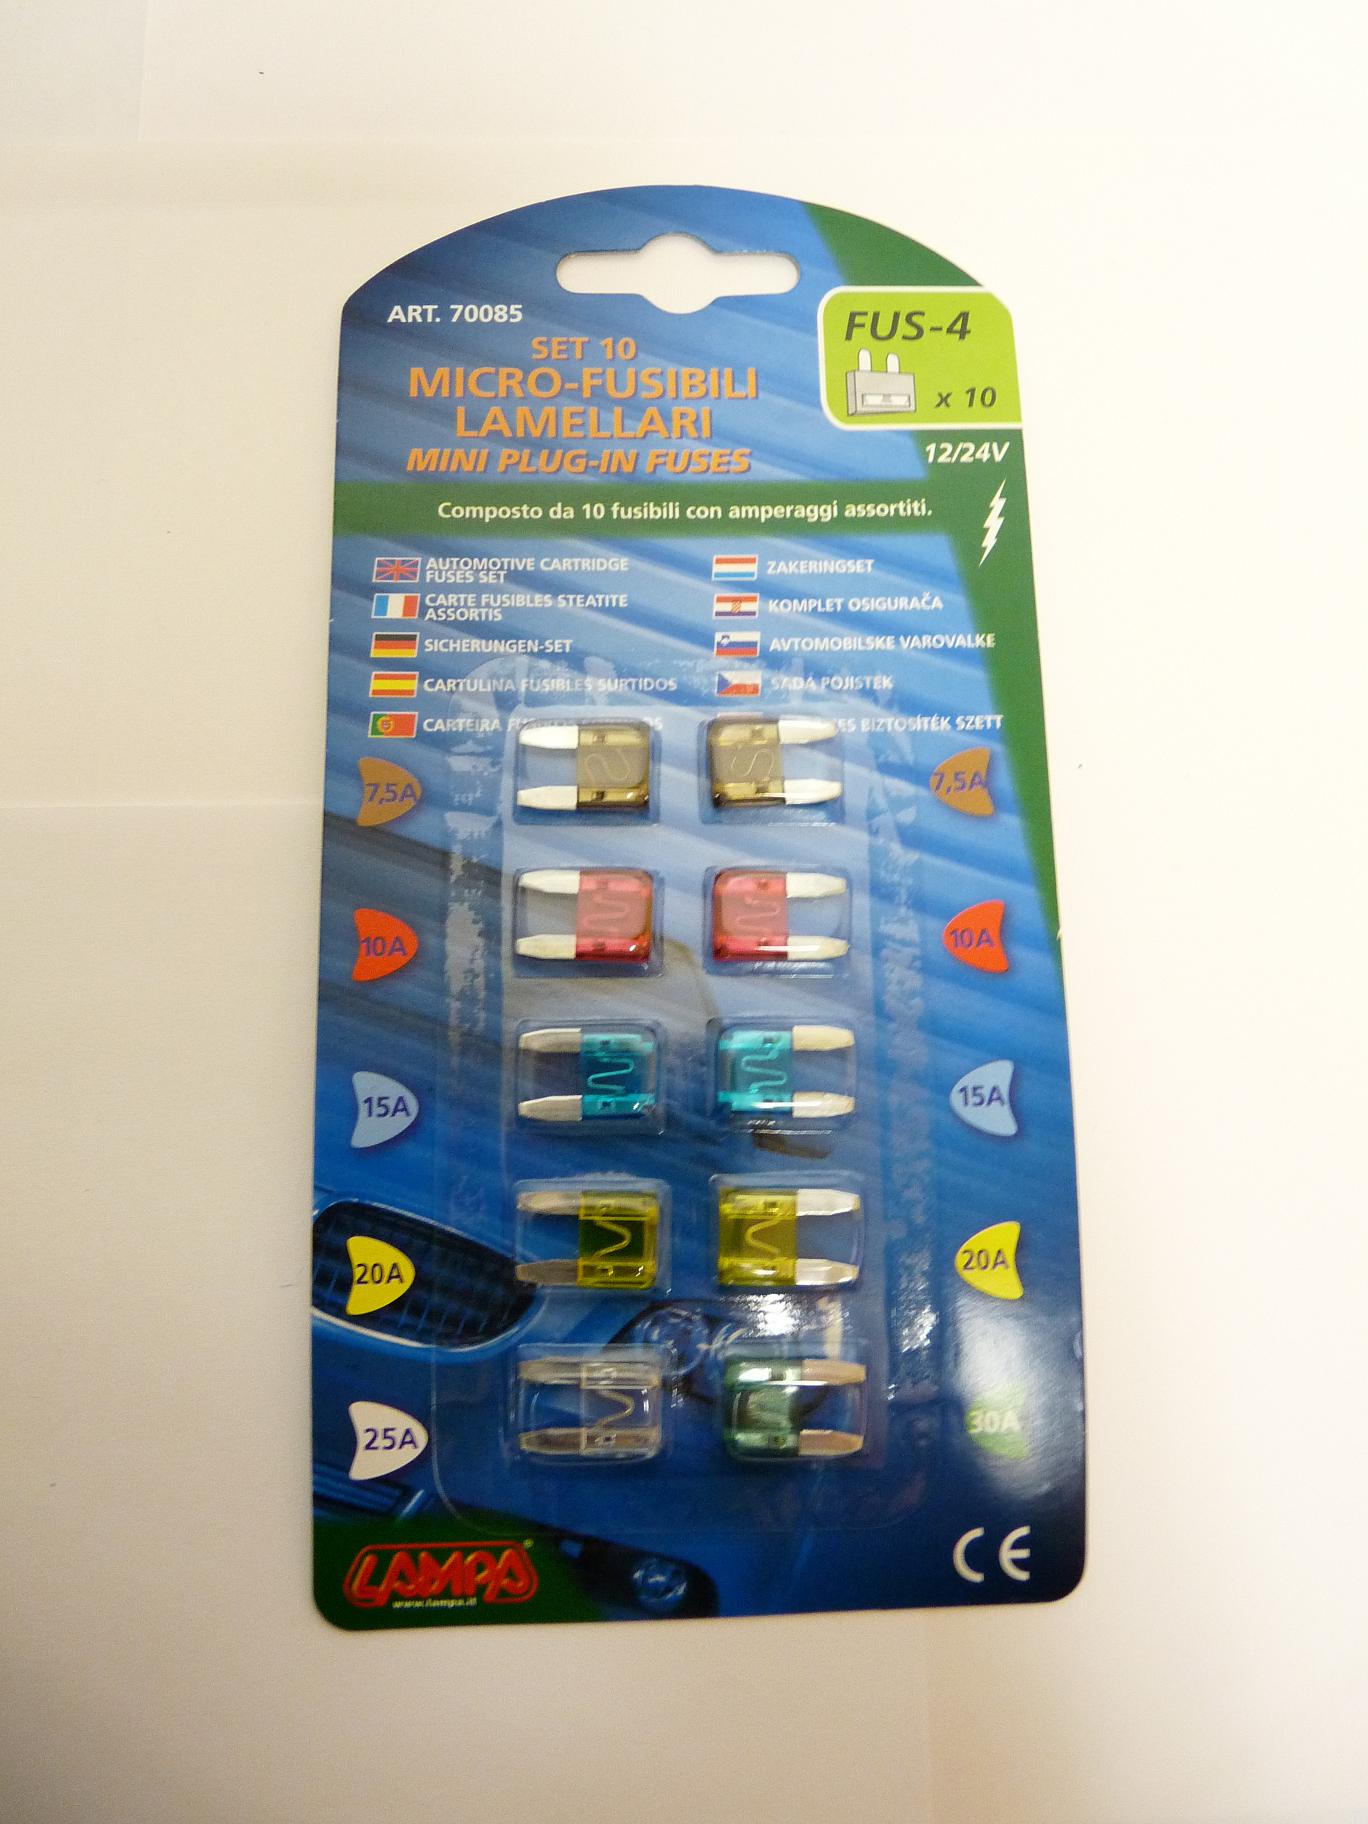 ART. 70085
SET 10
MICRO-FUSIBILI
LAMELLARI
MINI PLUG-IN FUSES
FUS-4
x 10
12/24V
Composto da 10 fusibili con amperaggi assortiti.
AUTOMOTIVE CARTRIDGE
FUSES SET
CARTE FUSIBLES STEATITE
ASSORTIS
SICHERUNGEN-SET
CARTULINA FUSIBLES SURTIDOS
CARTEIRA
ZAKERINGSET
KOMPLET OSIGURAČA
AVTOMOBILSKE VAROVALKE
SADA POJISTEK
BIZTOSÍTÉK SZETT
7,5A
7,5A
10A
10A
15A
15A
20A
20A
25A
30A
LAMPA
www.lampa.it
CE